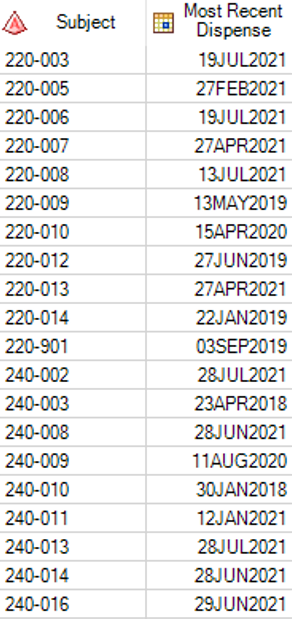 Subject Most Recent Dispense
220-003 19JUL2021
220-005 27FEB2021
220-006 19JUL2021
220-007 27APR2021
220-008 13JUL2021
220-009 13MAY2019
220-010 15APR2020
220-012 27JUN2019
220-013 27APR2021
220-014 22JAN2019
220-901 03SEP2019
240-002 28JUL2021
240-003 23APR2018
240-008 28JUN2021
240-009 11AUG2020
240-010 30JAN2018
240-011 12JAN2021
240-013 28JUL2021
240-014 28JUN2021
240-016 29JUN2021